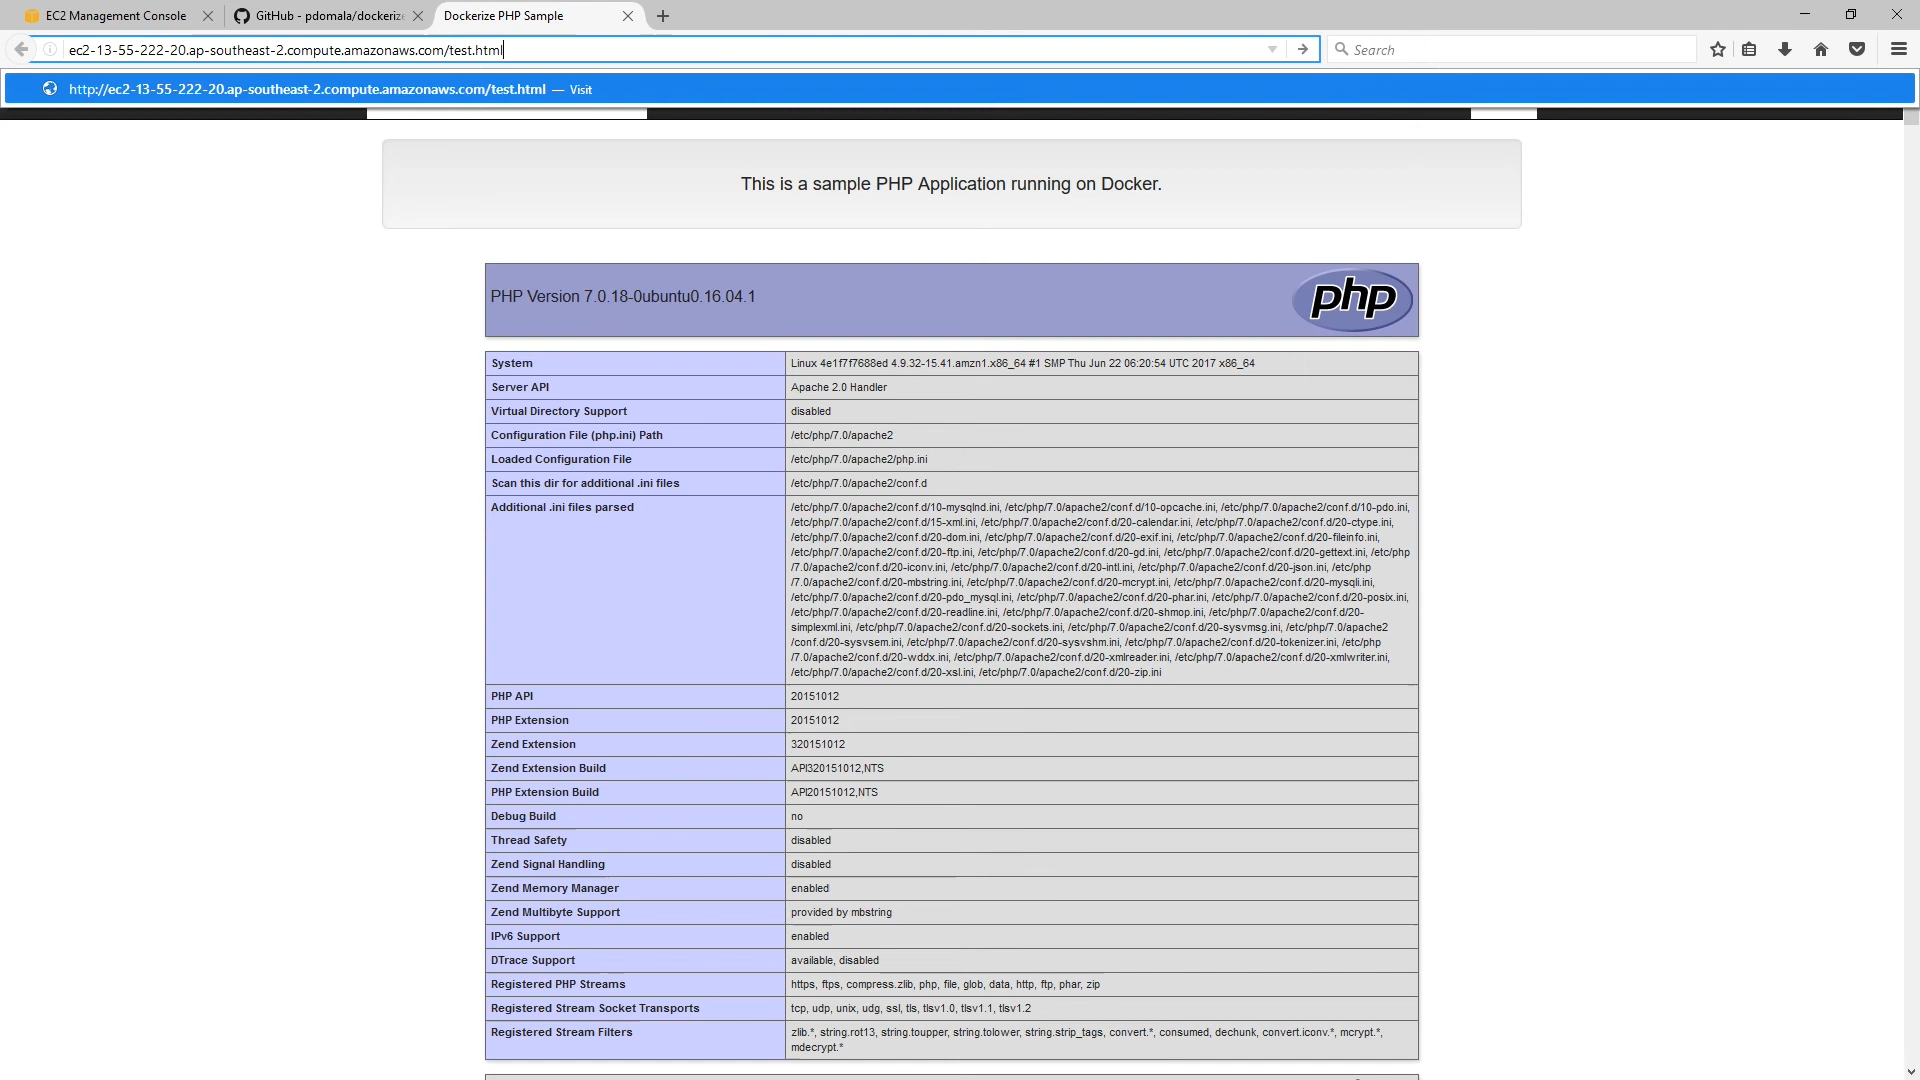 EC2 Management Console
GitHub - pdomala/dockerize
Dockerize PHP Sample
ec2-13-55-222-20.ap-southeast-2.compute.amazonaws.com/test.html
Search
http://ec2-13-55-222-20.ap-southeast-2.compute.amazonaws.com/test.html — Visit
This is a sample PHP Application running on Docker.
PHP Version 7.0.18-0ubuntu0.16.04.1
php
System Linux 4e1f7f7688ed 4.9.32-15.41.amzn1.x86_64 #1 SMP Thu Jun 22 06:20:54 UTC 2017 x86_64
Server API Apache 2.0 Handler
Virtual Directory Support disabled
Configuration File (php.ini) Path /etc/php/7.0/apache2
Loaded Configuration File /etc/php/7.0/apache2/php.ini
Scan this dir for additional .ini files /etc/php/7.0/apache2/conf.d
Additional .ini files parsed /etc/php/7.0/apache2/conf.d/10-mysqlnd.ini, /etc/php/7.0/apache2/conf.d/10-opcache.ini, /etc/php/7.0/apache2/conf.d/10-pdo.ini,
/etc/php/7.0/apache2/conf.d/15-xml.ini, /etc/php/7.0/apache2/conf.d/20-calendar.ini, /etc/php/7.0/apache2/conf.d/20-ctype.ini,
/etc/php/7.0/apache2/conf.d/20-dom.ini, /etc/php/7.0/apache2/conf.d/20-exif.ini, /etc/php/7.0/apache2/conf.d/20-fileinfo.ini,
/etc/php/7.0/apache2/conf.d/20-ftp.ini, /etc/php/7.0/apache2/conf.d/20-gd.ini, /etc/php/7.0/apache2/conf.d/20-gettext.ini, /etc/php
/7.0/apache2/conf.d/20-iconv.ini, /etc/php/7.0/apache2/conf.d/20-intl.ini, /etc/php/7.0/apache2/conf.d/20-json.ini, /etc/php
/7.0/apache2/conf.d/20-mbstring.ini, /etc/php/7.0/apache2/conf.d/20-mcrypt.ini, /etc/php/7.0/apache2/conf.d/20-mysqli.ini,
/etc/php/7.0/apache2/conf.d/20-pdo_mysql.ini, /etc/php/7.0/apache2/conf.d/20-phar.ini, /etc/php/7.0/apache2/conf.d/20-posix.ini,
/etc/php/7.0/apache2/conf.d/20-readline.ini, /etc/php/7.0/apache2/conf.d/20-shmop.ini, /etc/php/7.0/apache2/conf.d/20-
simplexml.ini, /etc/php/7.0/apache2/conf.d/20-sockets.ini, /etc/php/7.0/apache2/conf.d/20-sysvmsg.ini, /etc/php/7.0/apache2
/conf.d/20-sysvsem.ini, /etc/php/7.0/apache2/conf.d/20-sysvshm.ini, /etc/php/7.0/apache2/conf.d/20-tokenizer.ini, /etc/php
/7.0/apache2/conf.d/20-wddx.ini, /etc/php/7.0/apache2/conf.d/20-xmlreader.ini, /etc/php/7.0/apache2/conf.d/20-xmlwriter.ini,
/etc/php/7.0/apache2/conf.d/20-xsl.ini, /etc/php/7.0/apache2/conf.d/20-zip.ini
PHP API 20151012
PHP Extension 20151012
Zend Extension 320151012
Zend Extension Build API320151012,NTS
PHP Extension Build API20151012,NTS
Debug Build no
Thread Safety disabled
Zend Signal Handling disabled
Zend Memory Manager enabled
Zend Multibyte Support provided by mbstring
IPv6 Support enabled
DTrace Support available, disabled
Registered PHP Streams https, ftps, compress.zlib, php, file, glob, data, http, ftp, phar, zip
Registered Stream Socket Transports tcp, udp, unix, udg, ssl, tls, tlsv1.0, tlsv1.1, tlsv1.2
Registered Stream Filters zlib.*, string.rot13, string.toupper, string.tolower, string.strip_tags, convert.*, consumed, dechunk, convert.iconv.*, mcrypt.*,
mdecrypt.*